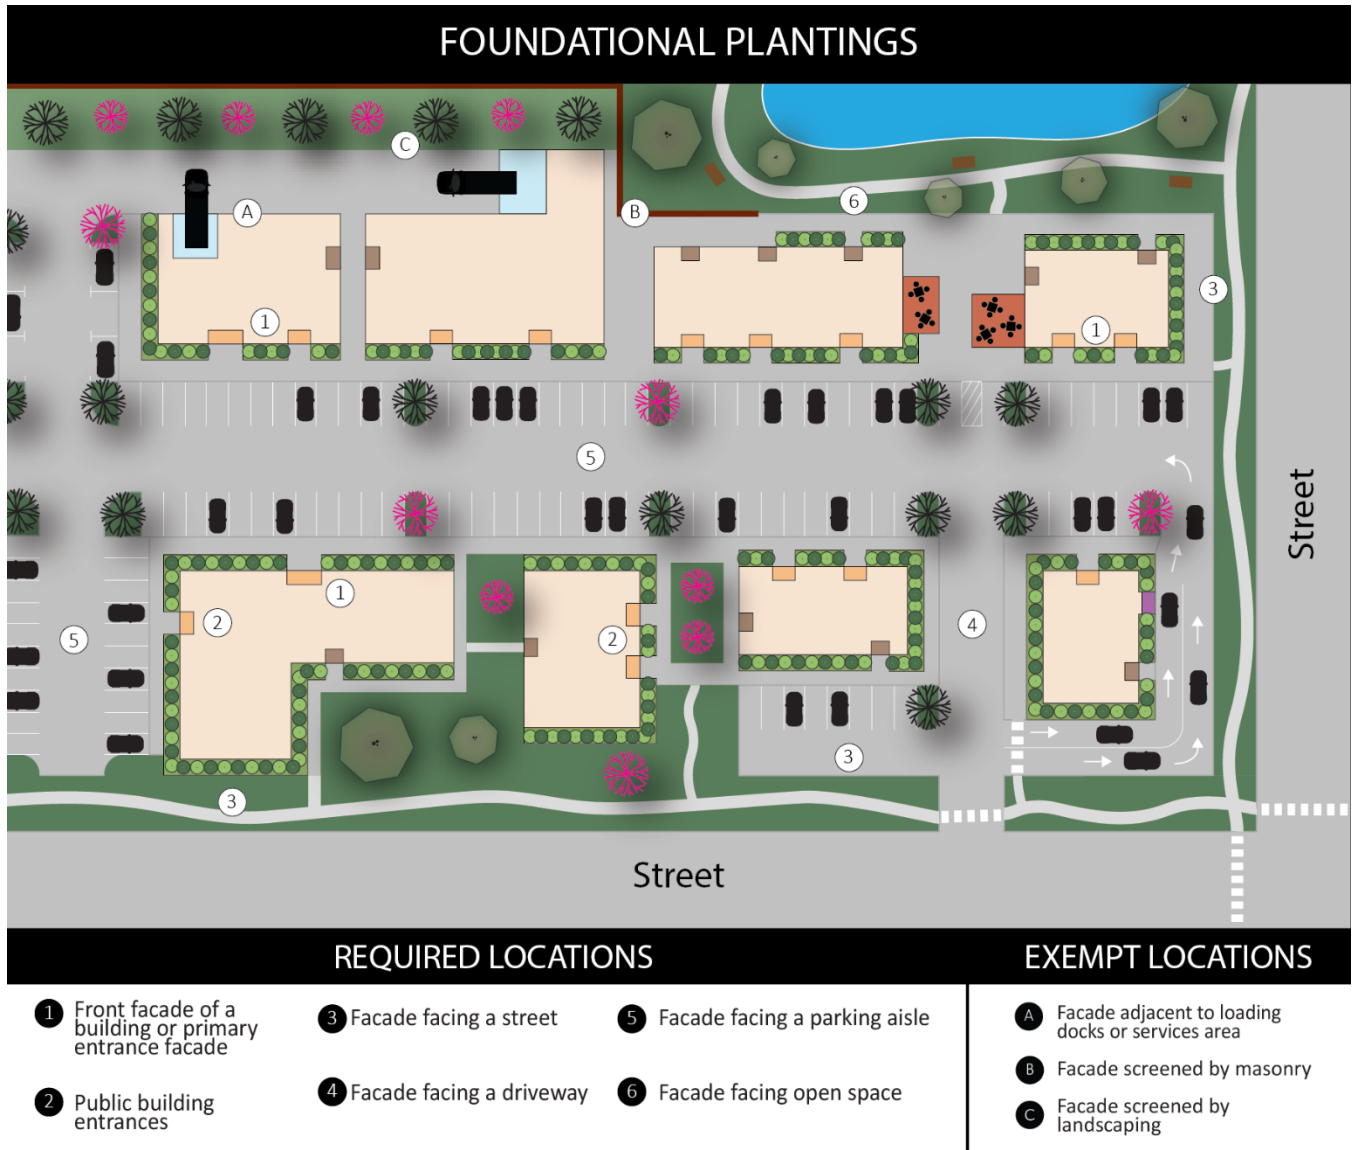 FOUNDATIONAL PLANTINGS
C
A
B
6
3
1
1
5
1
2
2
4
5
3
3
Street
Street
REQUIRED LOCATIONS
EXEMPT LOCATIONS
1 Front facade of a
building or primary
entrance facade
2 Public building
entrances
3 Facade facing a street
4 Facade facing a driveway
5 Facade facing a parking aisle
6 Facade facing open space
A Facade adjacent to loading
docks or services area
B Facade screened by masonry
C Facade screened by
landscaping